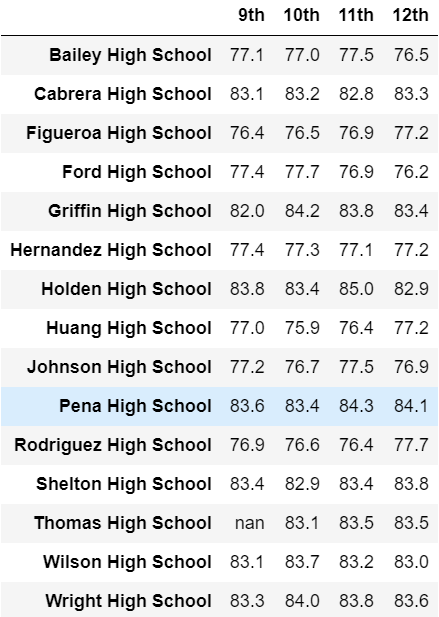 9th 10th 11th 12th
Bailey High School 77.1 77.0 77.5 76.5
Cabrera High School 83.1 83.2 82.8 83.3
Figueroa High School 76.4 76.5 76.9 77.2
Ford High School 77.4 77.7 76.9 76.2
Griffin High School 82.0 84.2 83.8 83.4
Hernandez High School 77.4 77.3 77.1 77.2
Holden High School 83.8 83.4 85.0 82.9
Huang High School 77.0 75.9 76.4 77.2
Johnson High School 77.2 76.7 77.5 76.9
Pena High School 83.6 83.4 84.3 84.1
Rodriguez High School 76.9 76.6 76.4 77.7
Shelton High School 83.4 82.9 83.4 83.8
Thomas High School nan 83.1 83.5 83.5
Wilson High School 83.1 83.7 83.2 83.0
Wright High School 83.3 84.0 83.8 83.6